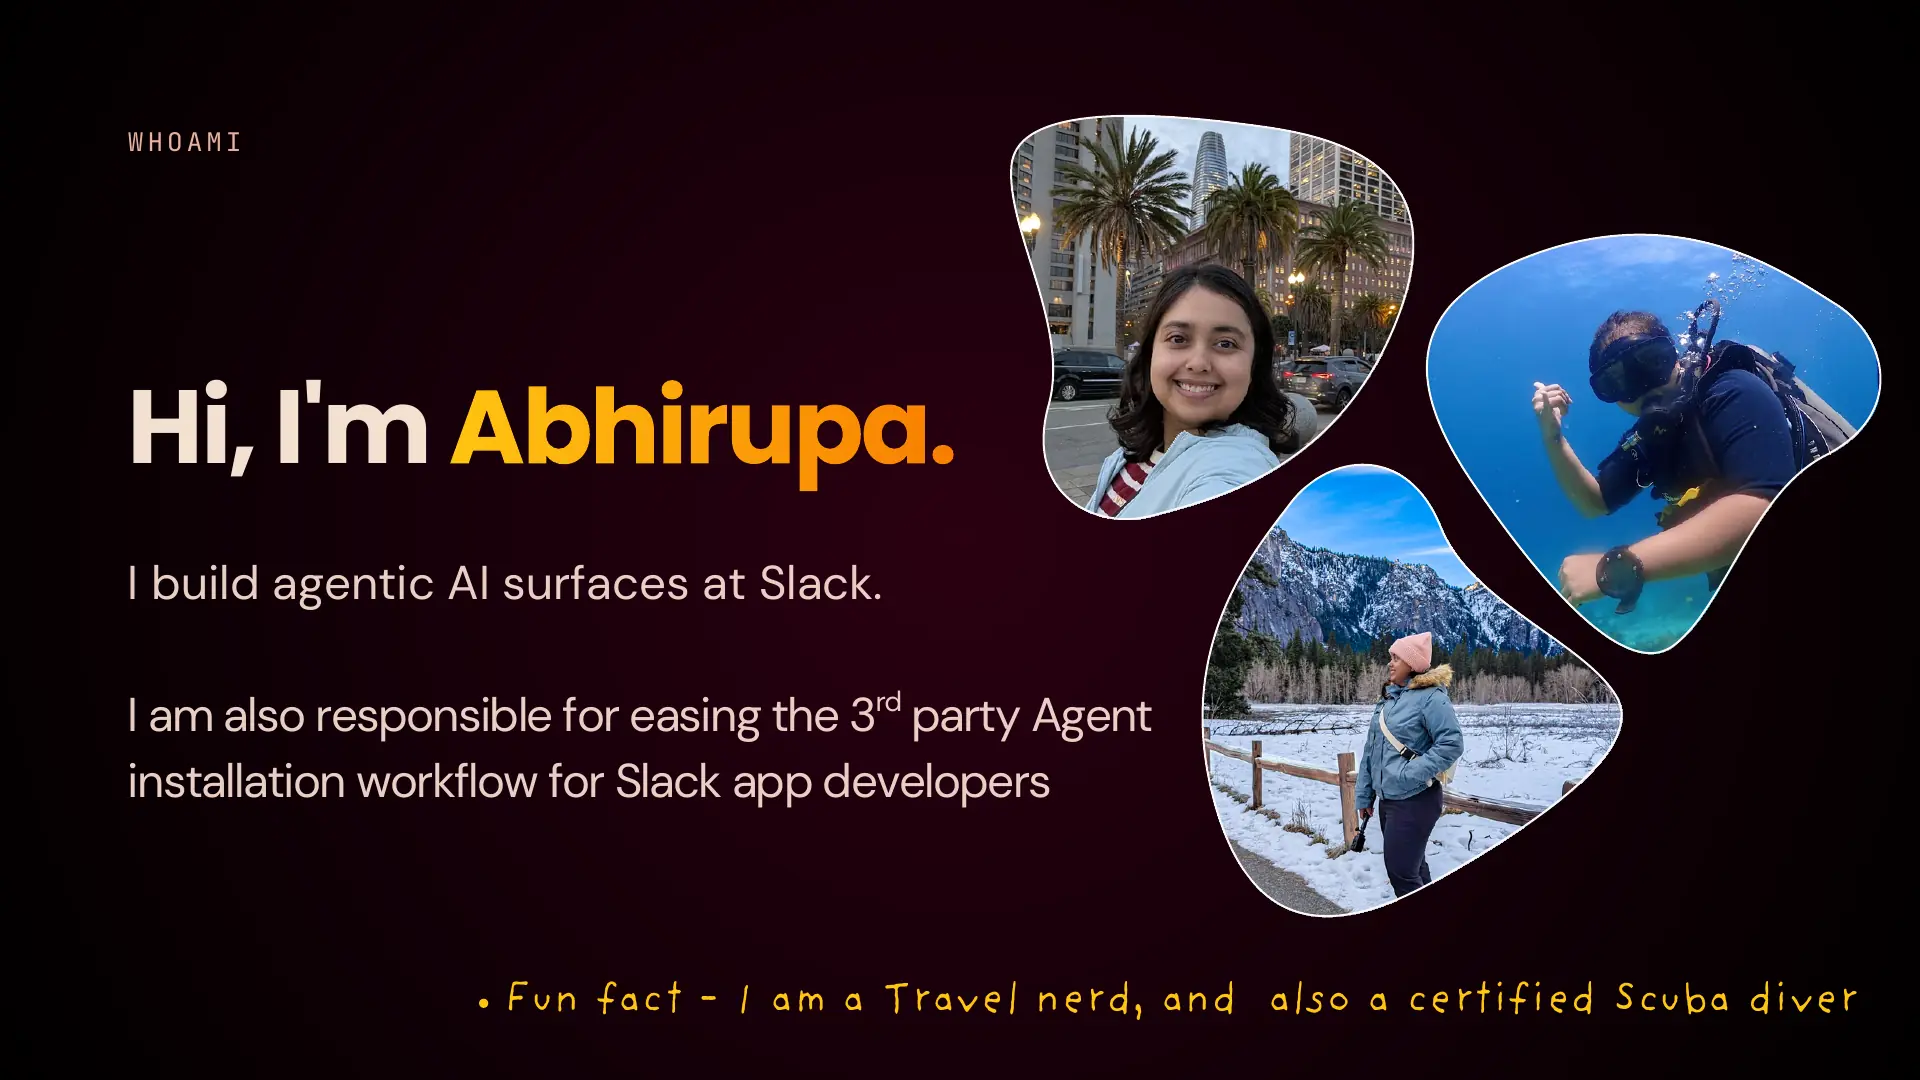 WHOAMI
Hi, I'm Abhirupa.
I build agentic AI surfaces at Slack.
I am also responsible for easing the 3rd party Agent
installation workflow for Slack app developers
• Fun fact - I am a Travel nerd, and also a certified Scuba diver